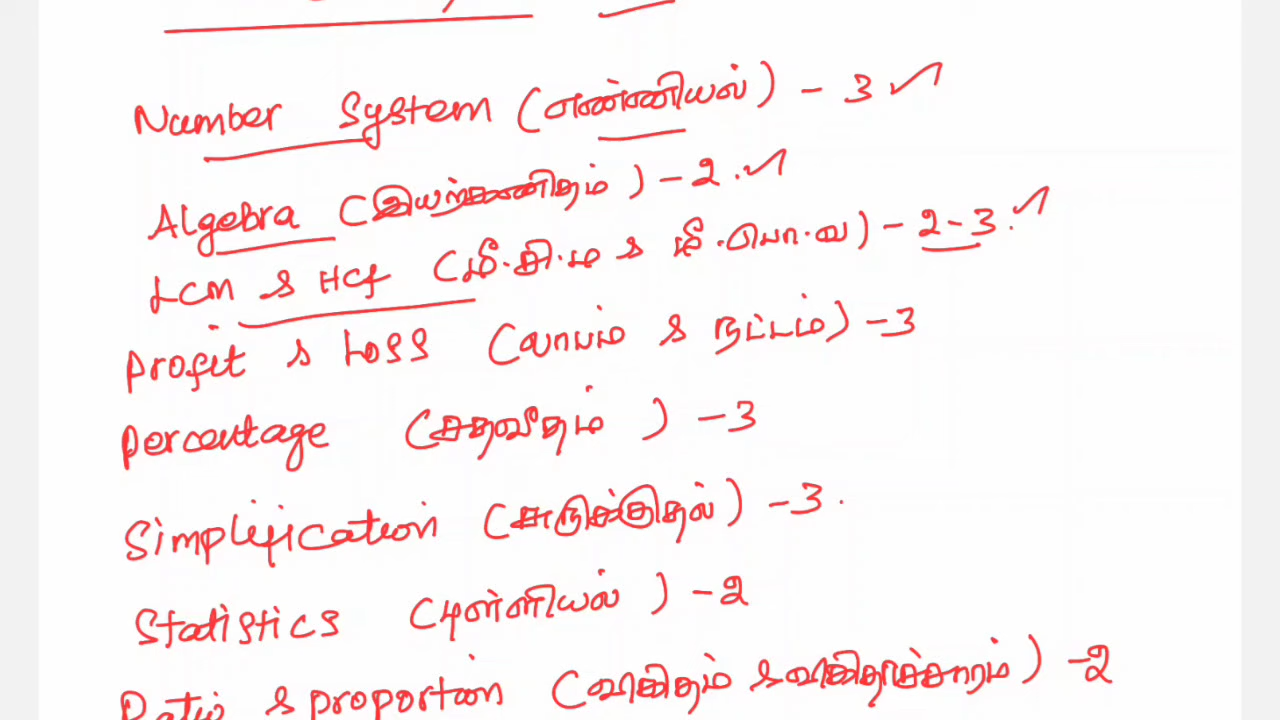 Number System (எண்ணியல்) - 3 ✓
Algebra (இயற்கணிதம்) - 2. ✓
LCM & HCF (மீ.சி.ம & மீ.பொ.வ) - 2-3. ✓
Profit & Loss (லாபம் & நட்டம்) - 3
Percentage (சதவீதம்) - 3
Simplification (சுருக்குதல்) - 3.
Statistics (புள்ளியல்) - 2
Ratio & proportion (விகிதம் & விகிதாச்சாரம்) - 2